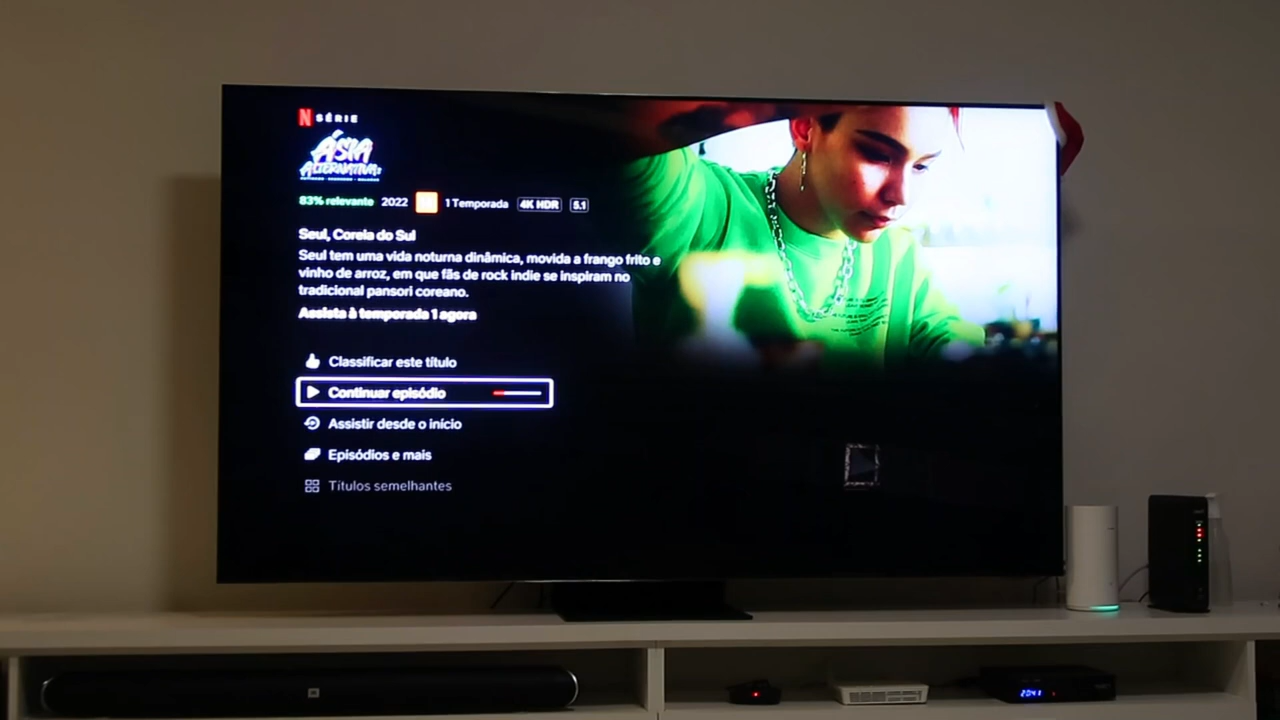 N SÉRIE
ÁSIA
ALTERNATIVA:
83% relevante 2022 1 Temporada 4K HDR 5.1
Seul, Coreia do Sul
Seul tem uma vida noturna dinâmica, movida a frango frito e
vinho de arroz, em que fãs de rock indie se inspiram no
tradicional pansori coreano.
Assista à temporada 1 agora
Classificar este título
Continuar episódio
Assistir desde o início
Episódios e mais
Títulos semelhantes
20:41